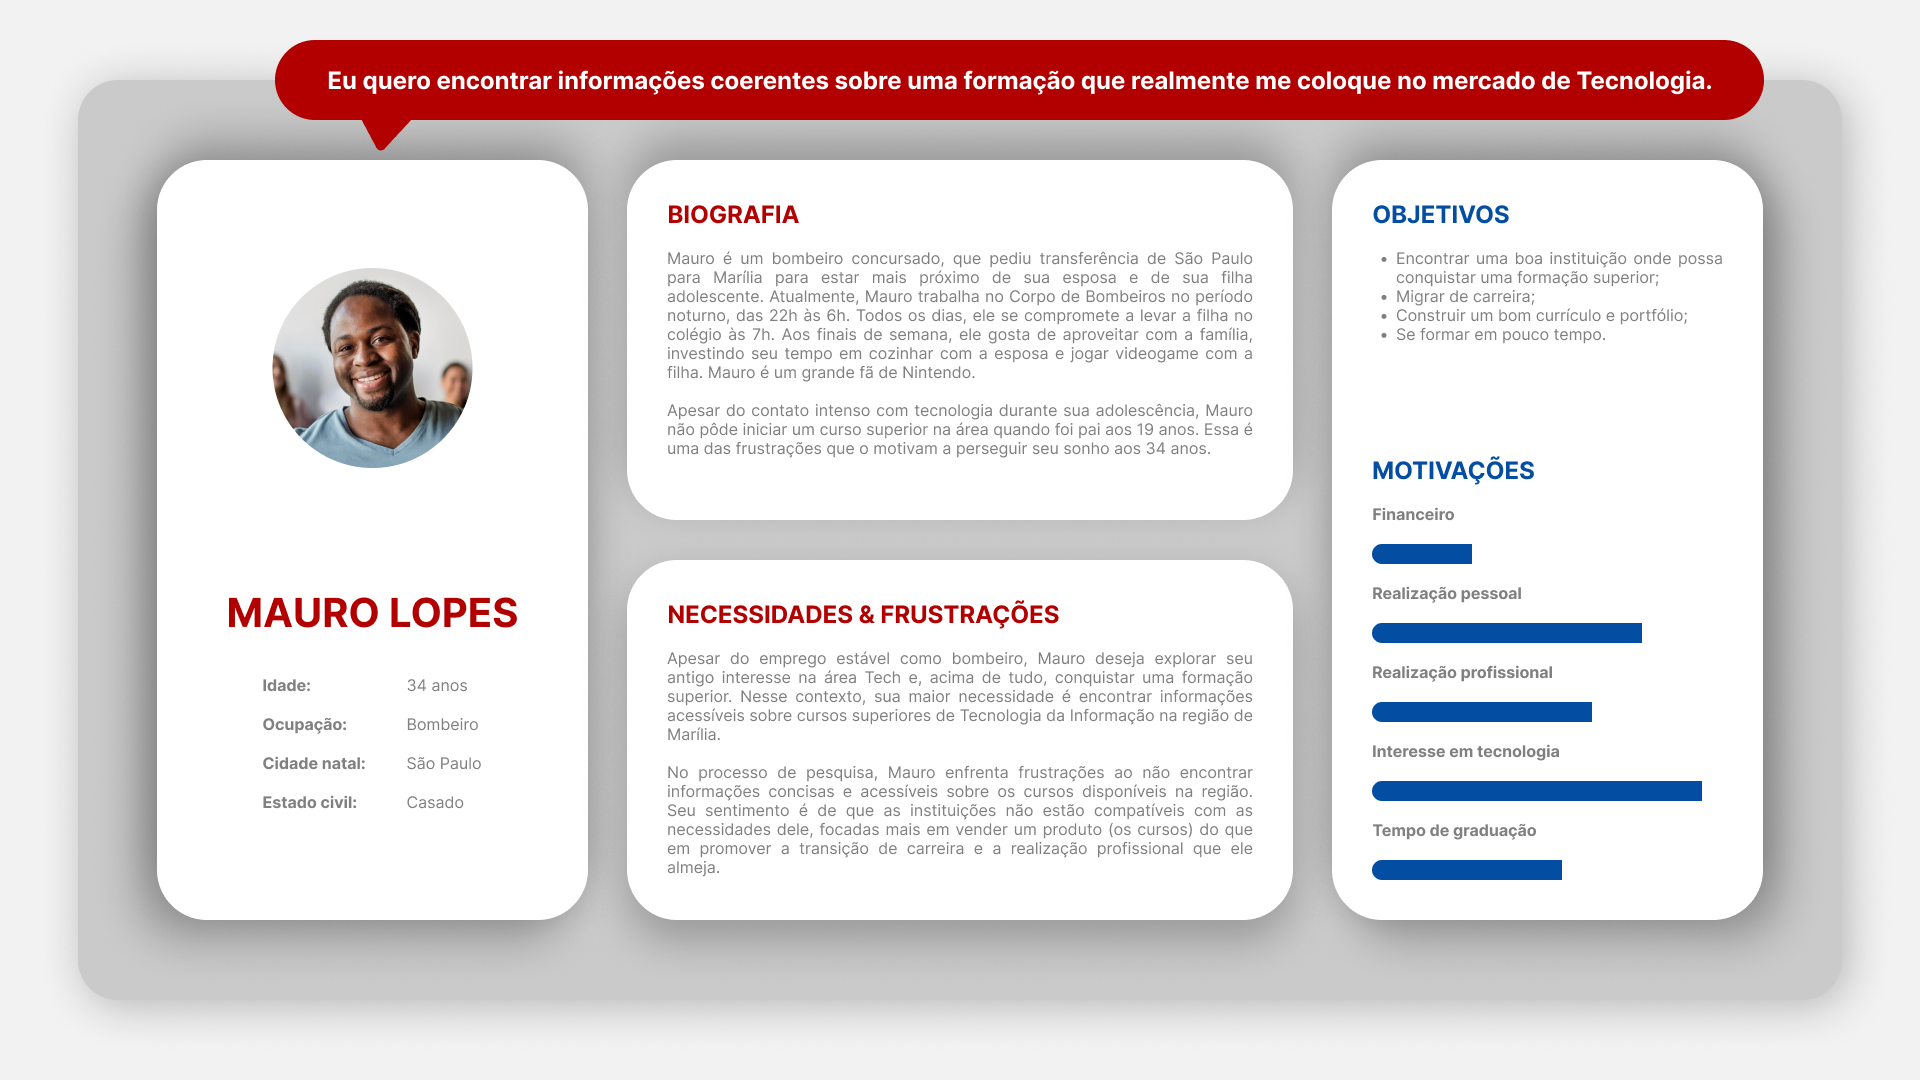 Eu quero encontrar informações coerentes sobre uma formação que realmente me coloque no mercado de Tecnologia.
MAURO LOPES
Idade: 34 anos
Ocupação: Bombeiro
Cidade natal: São Paulo
Estado civil: Casado
BIOGRAFIA
Mauro é um bombeiro concursado, que pediu transferência de São Paulo
para Marília para estar mais próximo de sua esposa e de sua filha
adolescente. Atualmente, Mauro trabalha no Corpo de Bombeiros no período
noturno, das 22h às 6h. Todos os dias, ele se compromete a levar a filha no
colégio às 7h. Aos finais de semana, ele gosta de aproveitar com a família,
investindo seu tempo em cozinhar com a esposa e jogar videogame com a
filha. Mauro é um grande fã de Nintendo.
Apesar do contato intenso com tecnologia durante sua adolescência, Mauro
não pôde iniciar um curso superior na área quando foi pai aos 19 anos. Essa é
uma das frustrações que o motivam a perseguir seu sonho aos 34 anos.
NECESSIDADES & FRUSTRAÇÕES
Apesar do emprego estável como bombeiro, Mauro deseja explorar seu
antigo interesse na área Tech e, acima de tudo, conquistar uma formação
superior. Nesse contexto, sua maior necessidade é encontrar informações
acessíveis sobre cursos superiores de Tecnologia da Informação na região de
Marília.
No processo de pesquisa, Mauro enfrenta frustrações ao não encontrar
informações concisas e acessíveis sobre os cursos disponíveis na região.
Seu sentimento é de que as instituições não estão compatíveis com as
necessidades dele, focadas mais em vender um produto (os cursos) do que
em promover a transição de carreira e a realização profissional que ele
almeja.
OBJETIVOS
• Encontrar uma boa instituição onde possa
conquistar uma formação superior;
• Migrar de carreira;
• Construir um bom currículo e portfólio;
• Se formar em pouco tempo.
MOTIVAÇÕES
Financeiro
Realização pessoal
Realização profissional
Interesse em tecnologia
Tempo de graduação